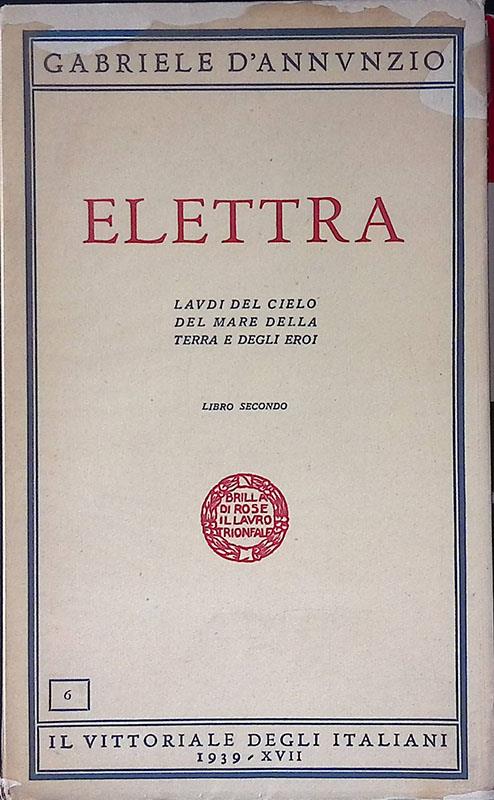 GABRIELE D'ANNVNZIO
ELETTRA
LAVDI DEL CIELO
DEL MARE DELLA
TERRA E DEGLI EROI
LIBRO SECONDO
BRILLA
DI ROSE
IL LAVRO
TRIONFALE
6
IL VITTORIALE DEGLI ITALIANI
1939-XVII